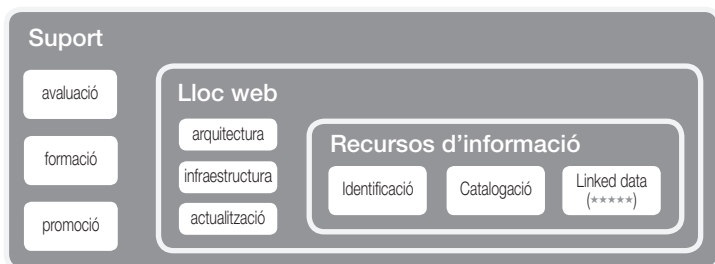 Suport
avaluació
formació
promoció
Lloc web
arquitectura
infraestructura
actualització
Recursos d’informació
Identificació
Catalogació
Linked data
(★★★★★)